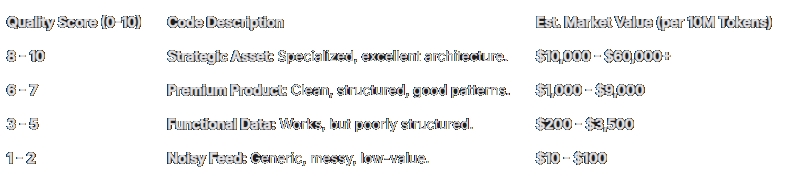 Quality Score (0-10) Code Description Est. Market Value (per 10M Tokens)
8 - 10 Strategic Asset: Specialized, excellent architecture. $10,000 - $60,000+
6 - 7 Premium Product: Clean, structured, good patterns. $1,000 - $9,000
3 - 5 Functional Data: Works, but poorly structured. $200 - $3,500
1 - 2 Noisy Feed: Generic, messy, low-value. $10 - $100